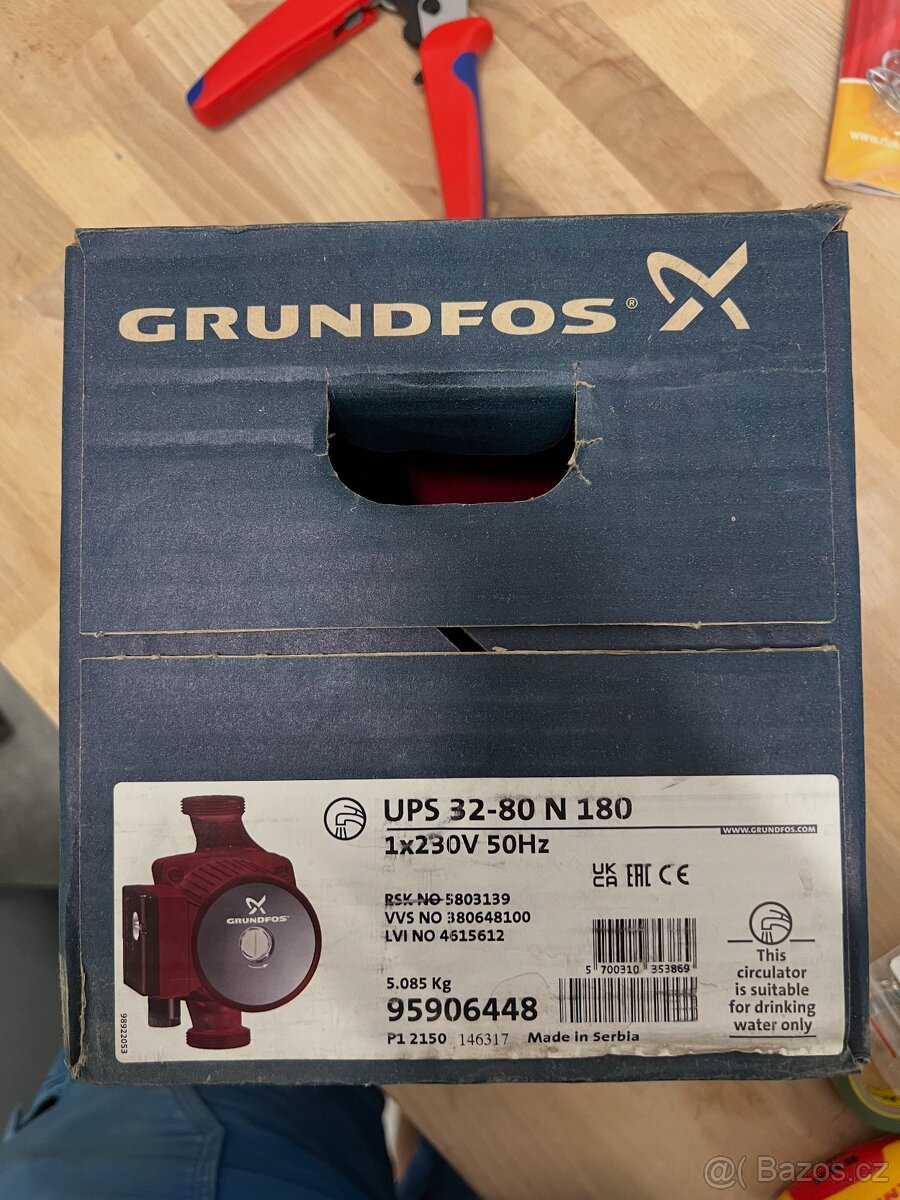 GRUNDFOS®
UPS 32-80 N 180
WWW.GRUNDFOS.COM
1x230V 50Hz
UK
CA EAC CE
RSK NO 5803139
VVS NO 380648100
LVI NO 4615612
5 700310 353869
5.085 Kg
95906448
P1 2150 146317 Made in Serbia
This
circulator
is suitable
for drinking
water only
GRUNDFOS
98922053
@( Bazos.cz